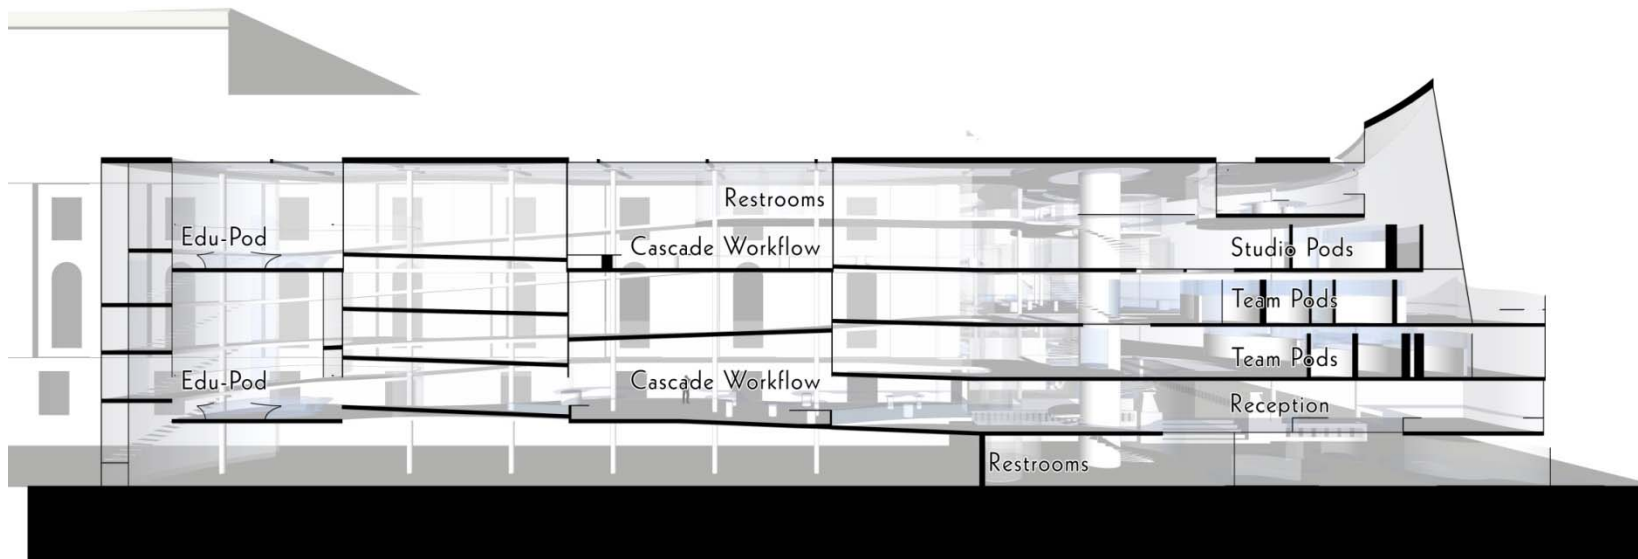 Restrooms
Edu-Pod
Cascade Workflow
Studio Pods
Team Pods
Team Pods
Edu-Pod
Cascade Workflow
Reception
Restrooms